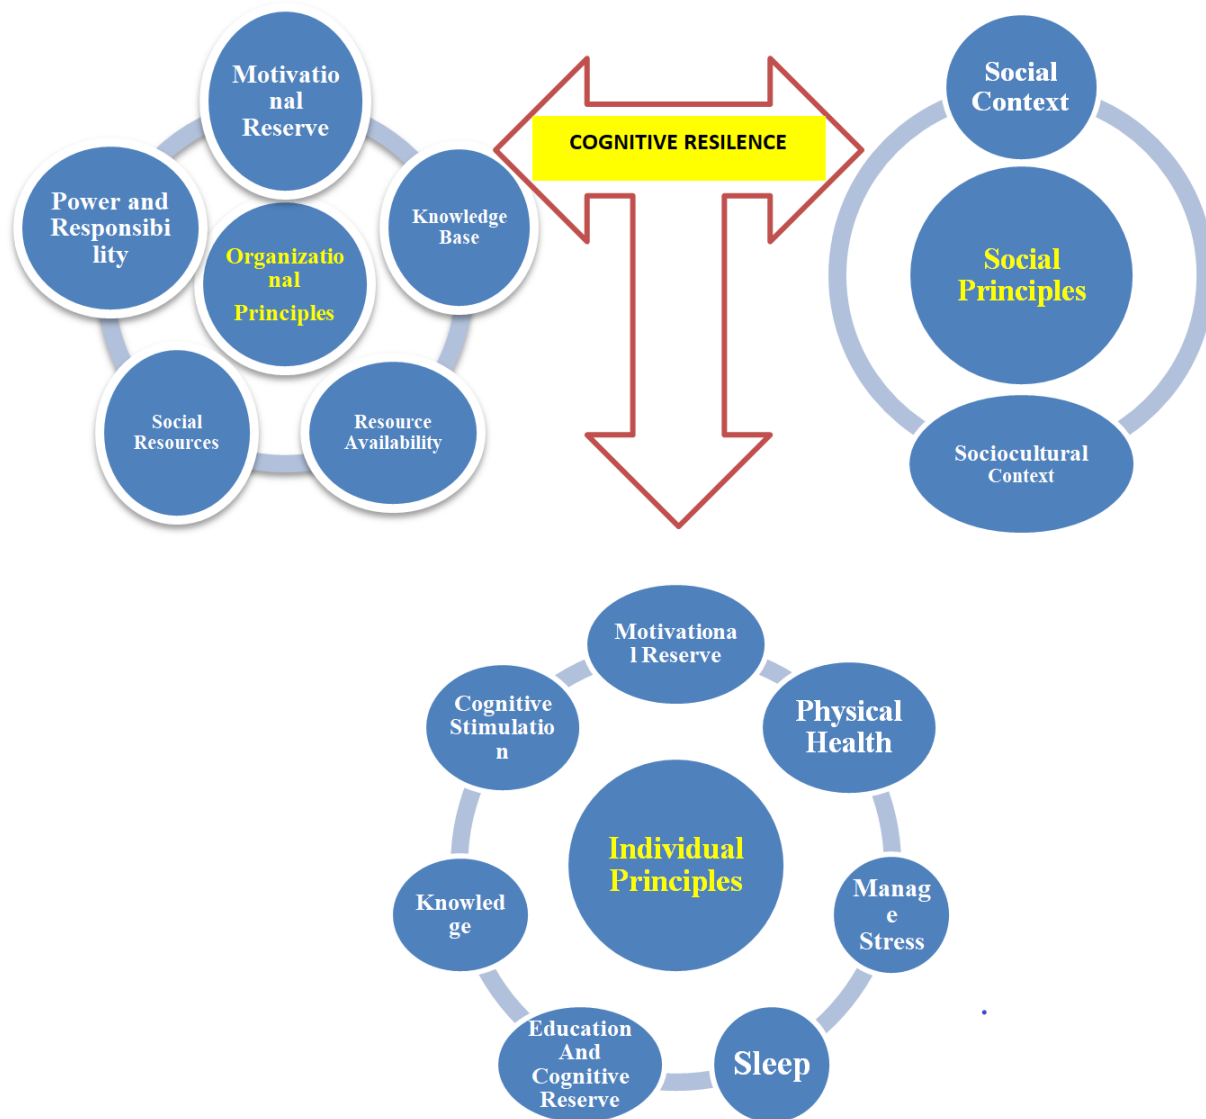 Motivatio
nal
Reserve
Power and
Responsibi
lity
Knowledge
Base
Organizatio
nal
Principles
Social
Resources
Resource
Availability
COGNITIVE RESILENCE
Social
Context
Social
Principles
Sociocultural
Context
Motivationa
l Reserve
Cognitive
Stimulatio
n
Physical
Health
Individual
Principles
Knowled
ge
Manag
e
Stress
Education
And
Cognitive
Reserve
Sleep